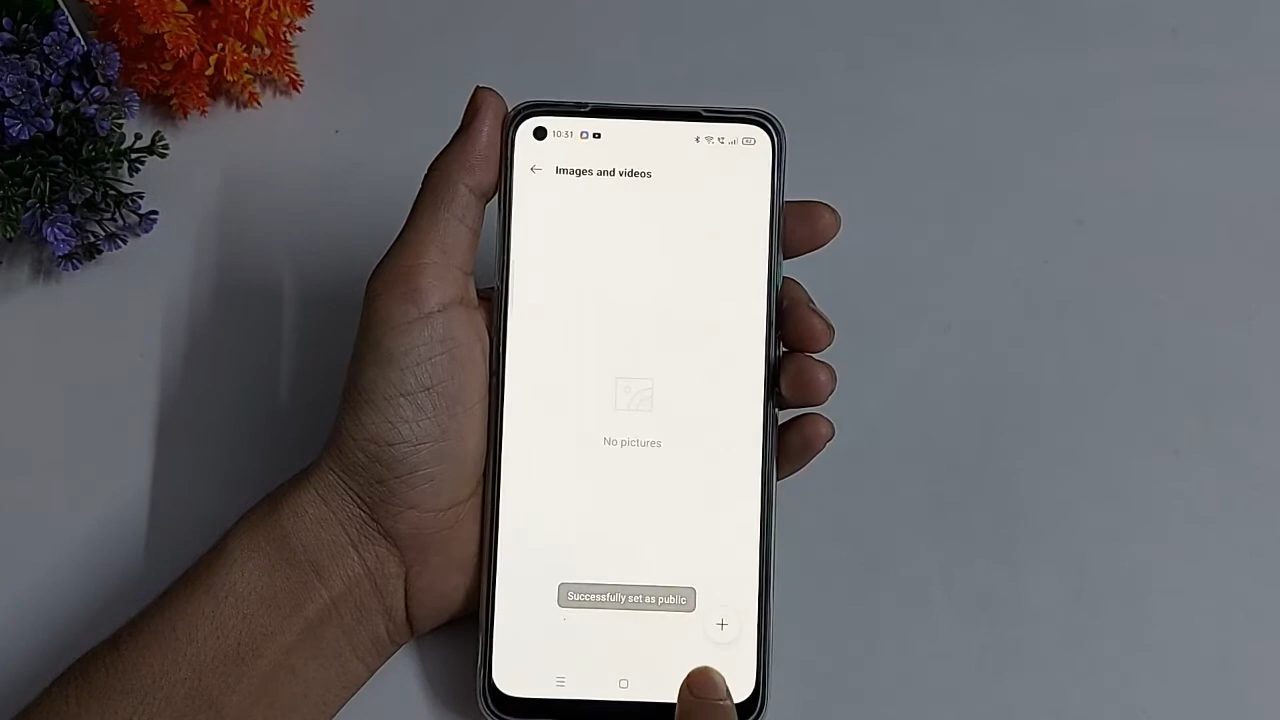 10:31
Images and videos
No pictures
Successfully set as public